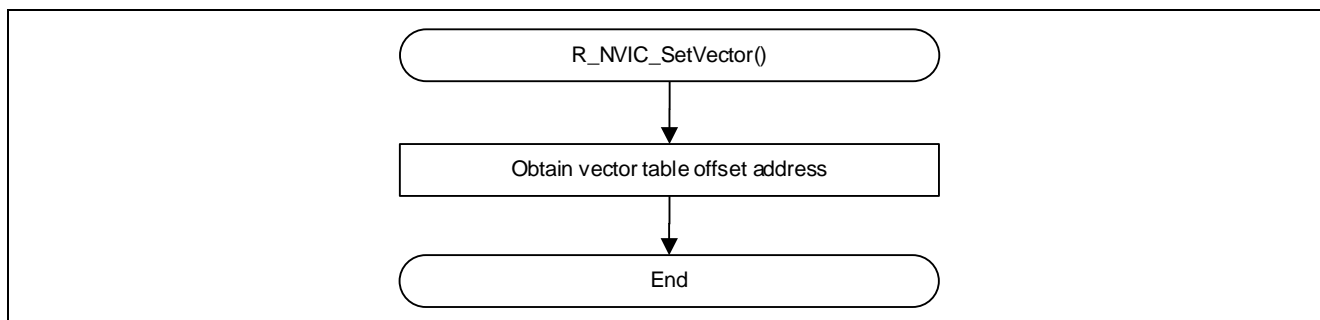 R_NVIC_SetVector()
Obtain vector table offset address
End